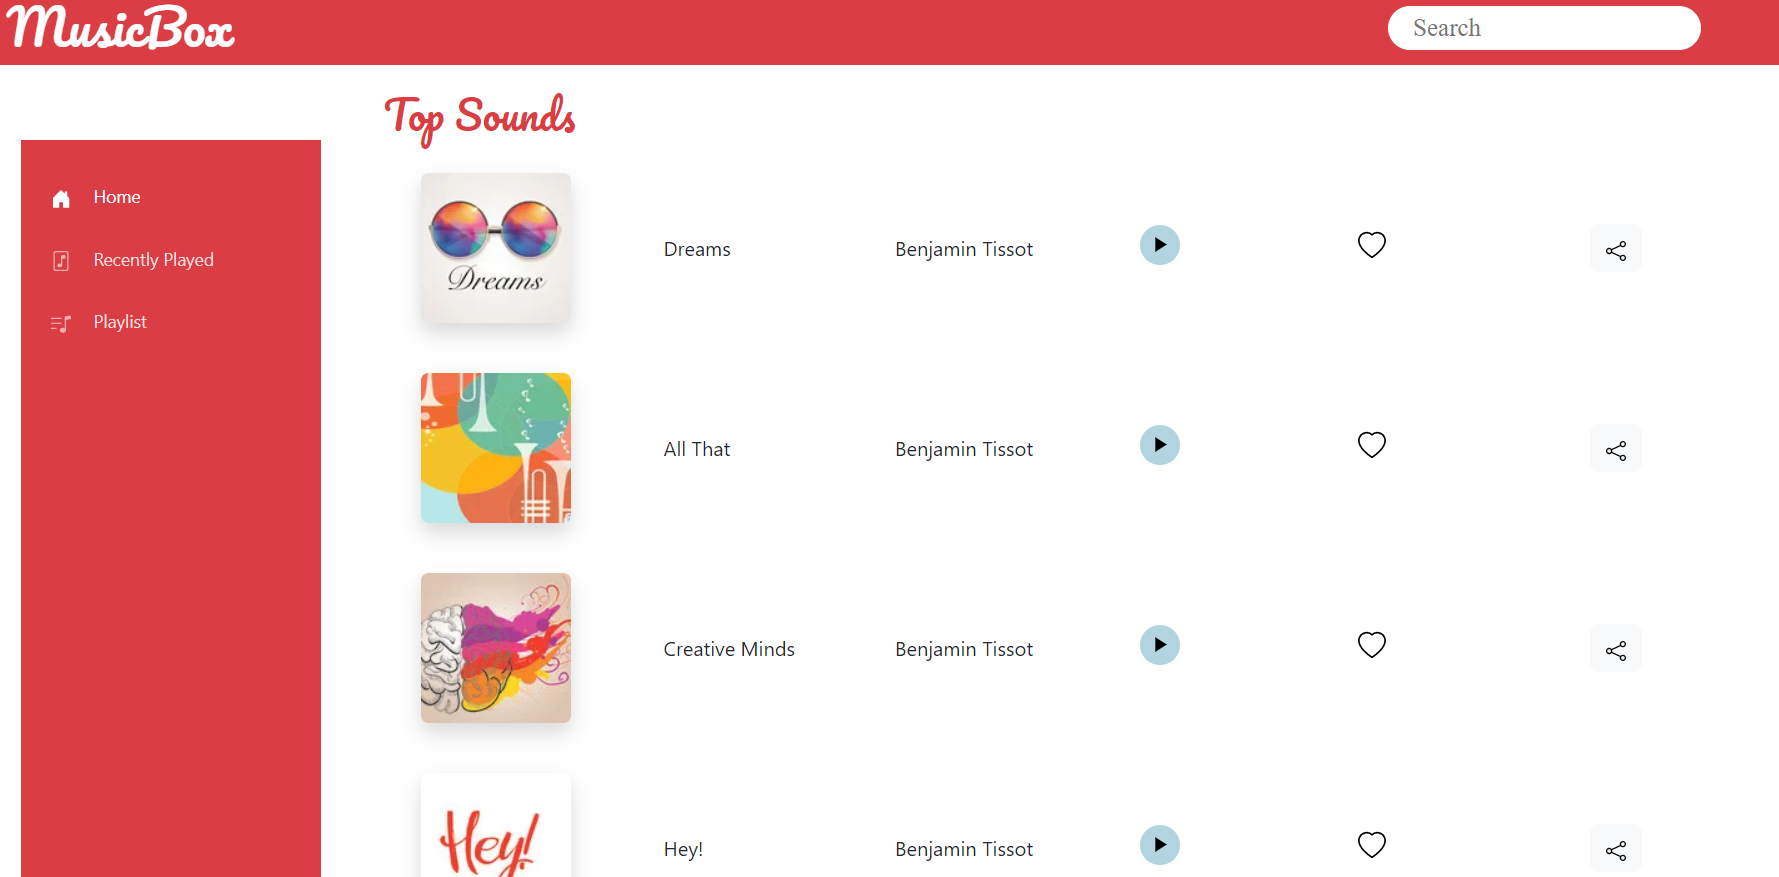 MusicBox
Search
Top Sounds
Home
Recently Played
Playlist
Dreams
Dreams
Benjamin Tissot
All That
Benjamin Tissot
Creative Minds
Benjamin Tissot
Hey!
Hey!
Benjamin Tissot